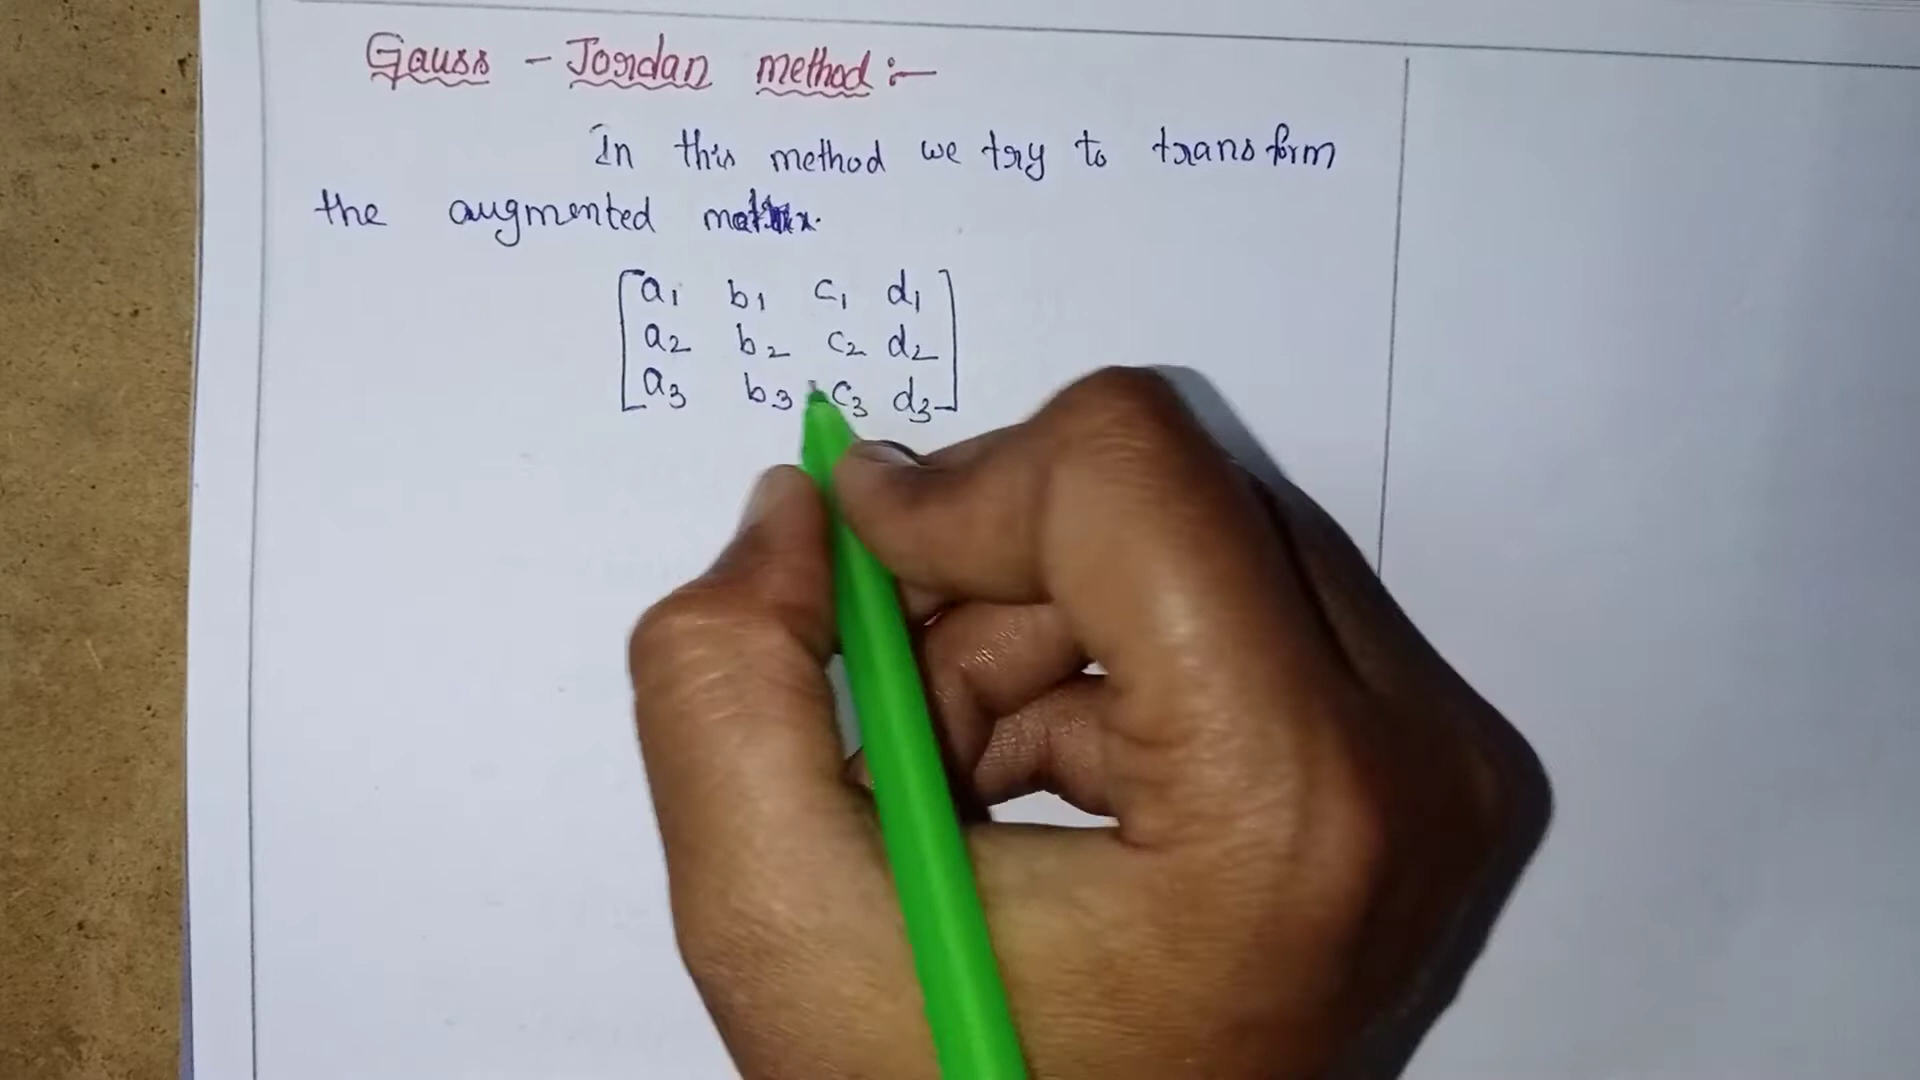 Gauss - Jordan method :-
In this method we try to transform
the augmented matrix.
a1 b1 c1 d1
a2 b2 c2 d2
a3 b3 c3 d3